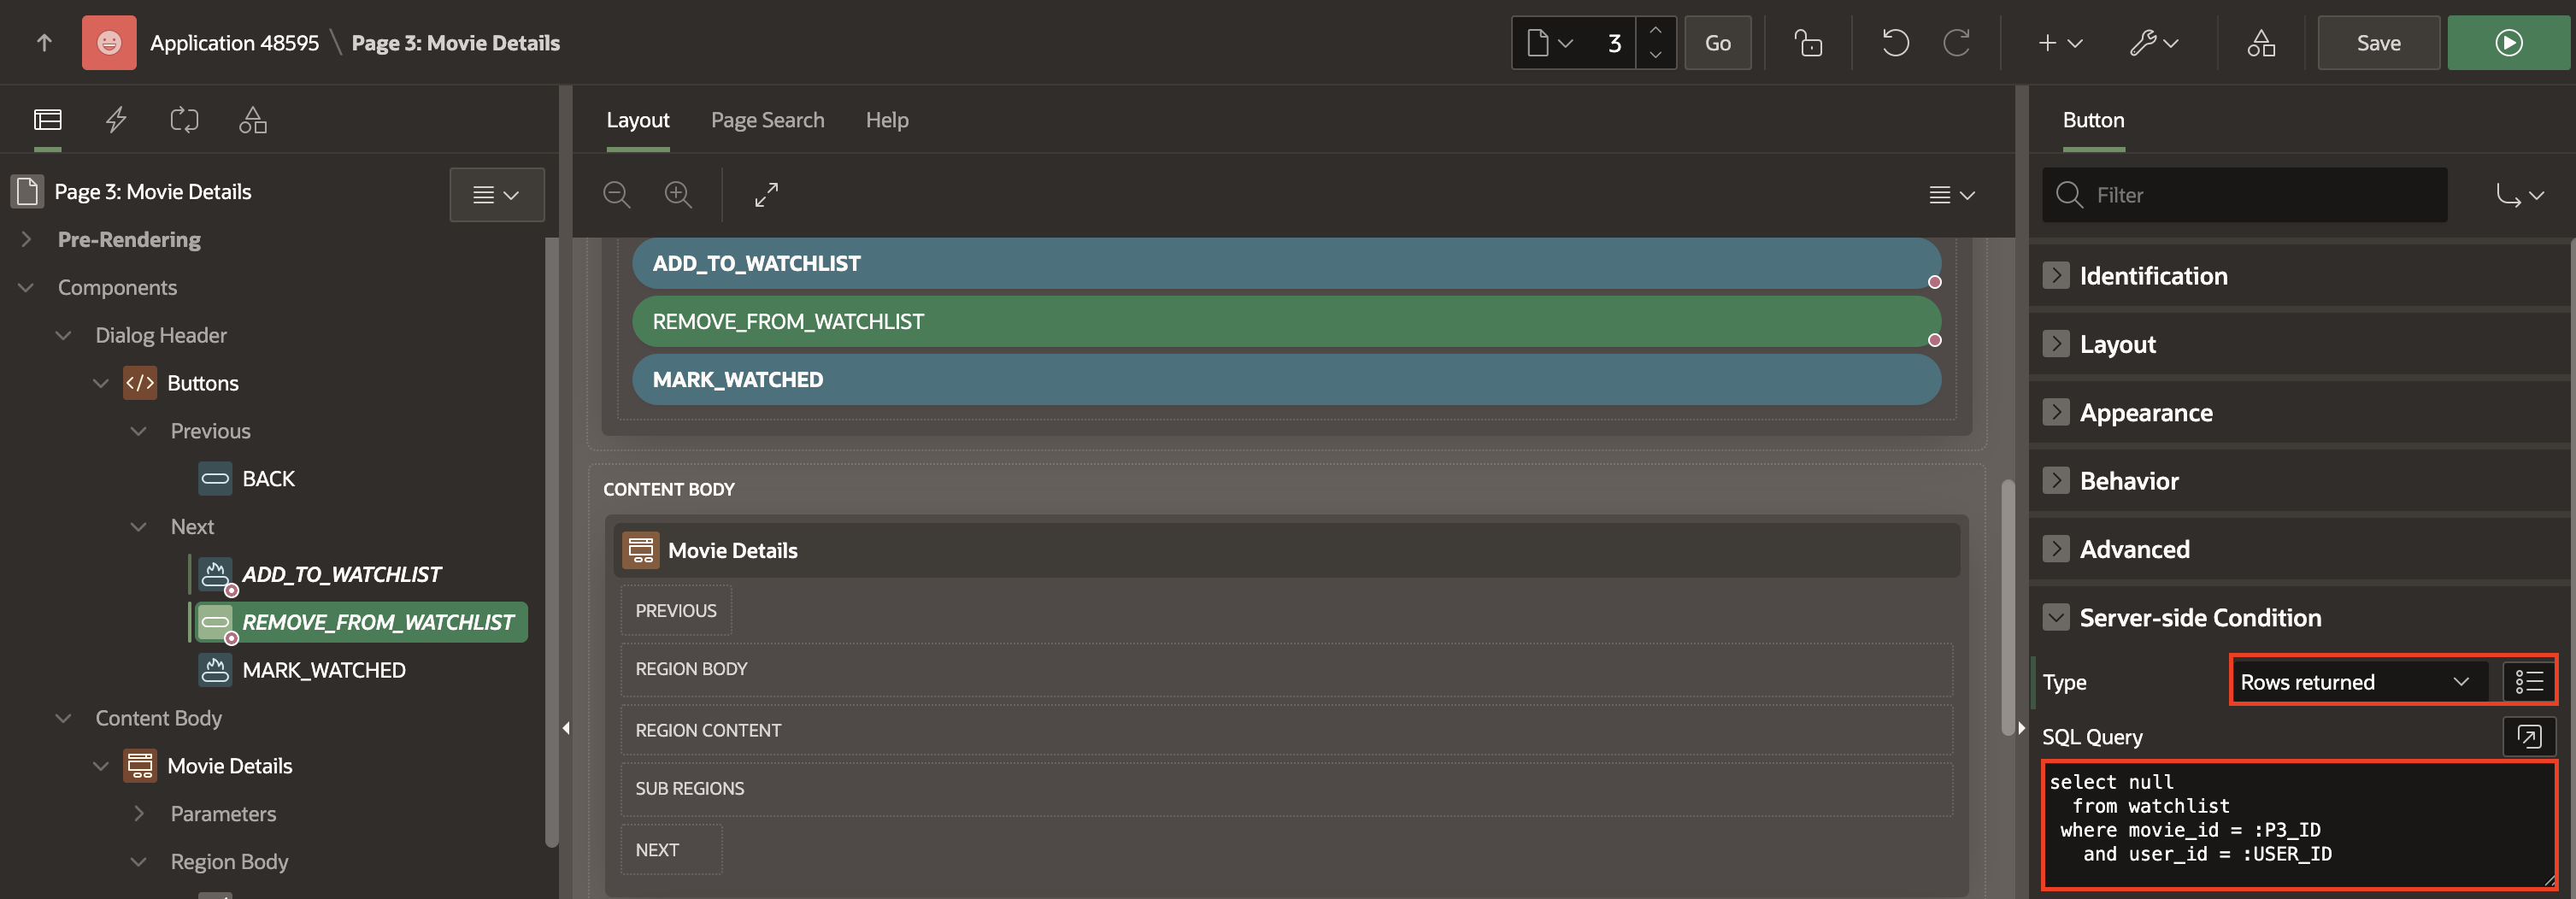 Application 48595 \ Page 3: Movie Details
3
Go
Save
Page 3: Movie Details
Pre-Rendering
Components
Dialog Header
Buttons
Previous
BACK
Next
ADD_TO_WATCHLIST
REMOVE_FROM_WATCHLIST
MARK_WATCHED
Content Body
Movie Details
Parameters
Region Body
Layout
Page Search
Help
ADD_TO_WATCHLIST
REMOVE_FROM_WATCHLIST
MARK_WATCHED
CONTENT BODY
Movie Details
PREVIOUS
REGION BODY
REGION CONTENT
SUB REGIONS
NEXT
Button
Filter
Identification
Layout
Appearance
Behavior
Advanced
Server-side Condition
Type
Rows returned
SQL Query
select null
from watchlist
where movie_id = :P3_ID
and user_id = :USER_ID